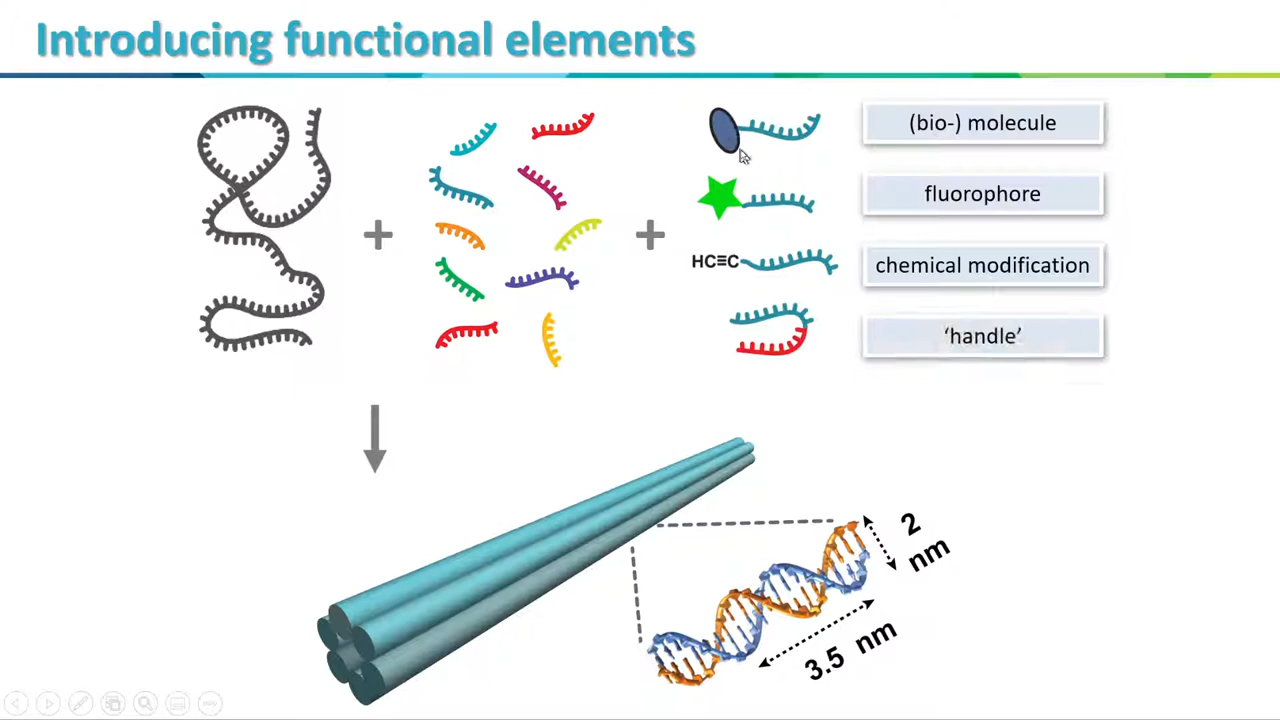 Introducing functional elements
(bio-) molecule
fluorophore
HC≡C
chemical modification
‘handle’
+
+
2
nm
3.5 nm